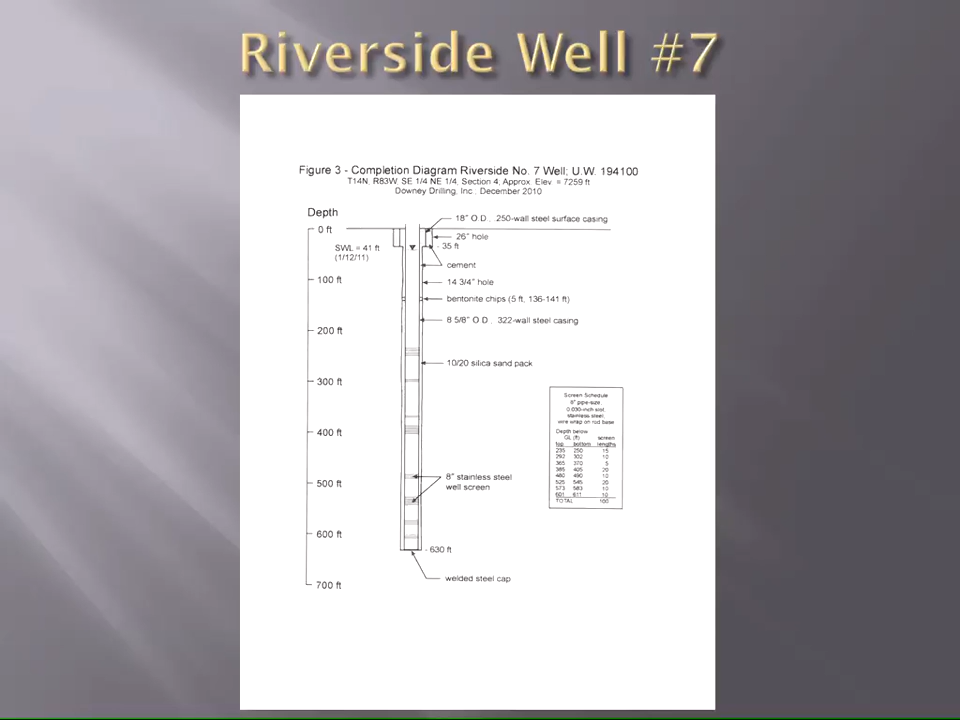 Riverside Well #7
Figure 3 - Completion Diagram Riverside No. 7 Well; U.W. 194100
T14N, R83W, SE 1/4 NE 1/4, Section 4, Approx. Elev. = 7259 ft
Downey Drilling, Inc., December 2010
Depth
0 ft
18" O.D., .250-wall steel surface casing
26" hole
SWL = 41 ft
(1/12/11)
- 35 ft
cement
100 ft
14 3/4" hole
bentonite chips (5 ft, 136-141 ft)
8 5/8" O.D., .322-wall steel casing
200 ft
10/20 silica sand pack
300 ft
Screen Schedule
8" pipe-size
0.030-inch-slot
stainless steel,
wire wrap on rod base
Depth below
GL (ft) screen
top bottom lengths
235 250 15
292 302 10
365 370 5
385 405 20
480 490 10
525 545 20
573 583 10
601 611 10
TOTAL 100
400 ft
8" stainless steel
well screen
500 ft
600 ft
- 630 ft
welded steel cap
700 ft